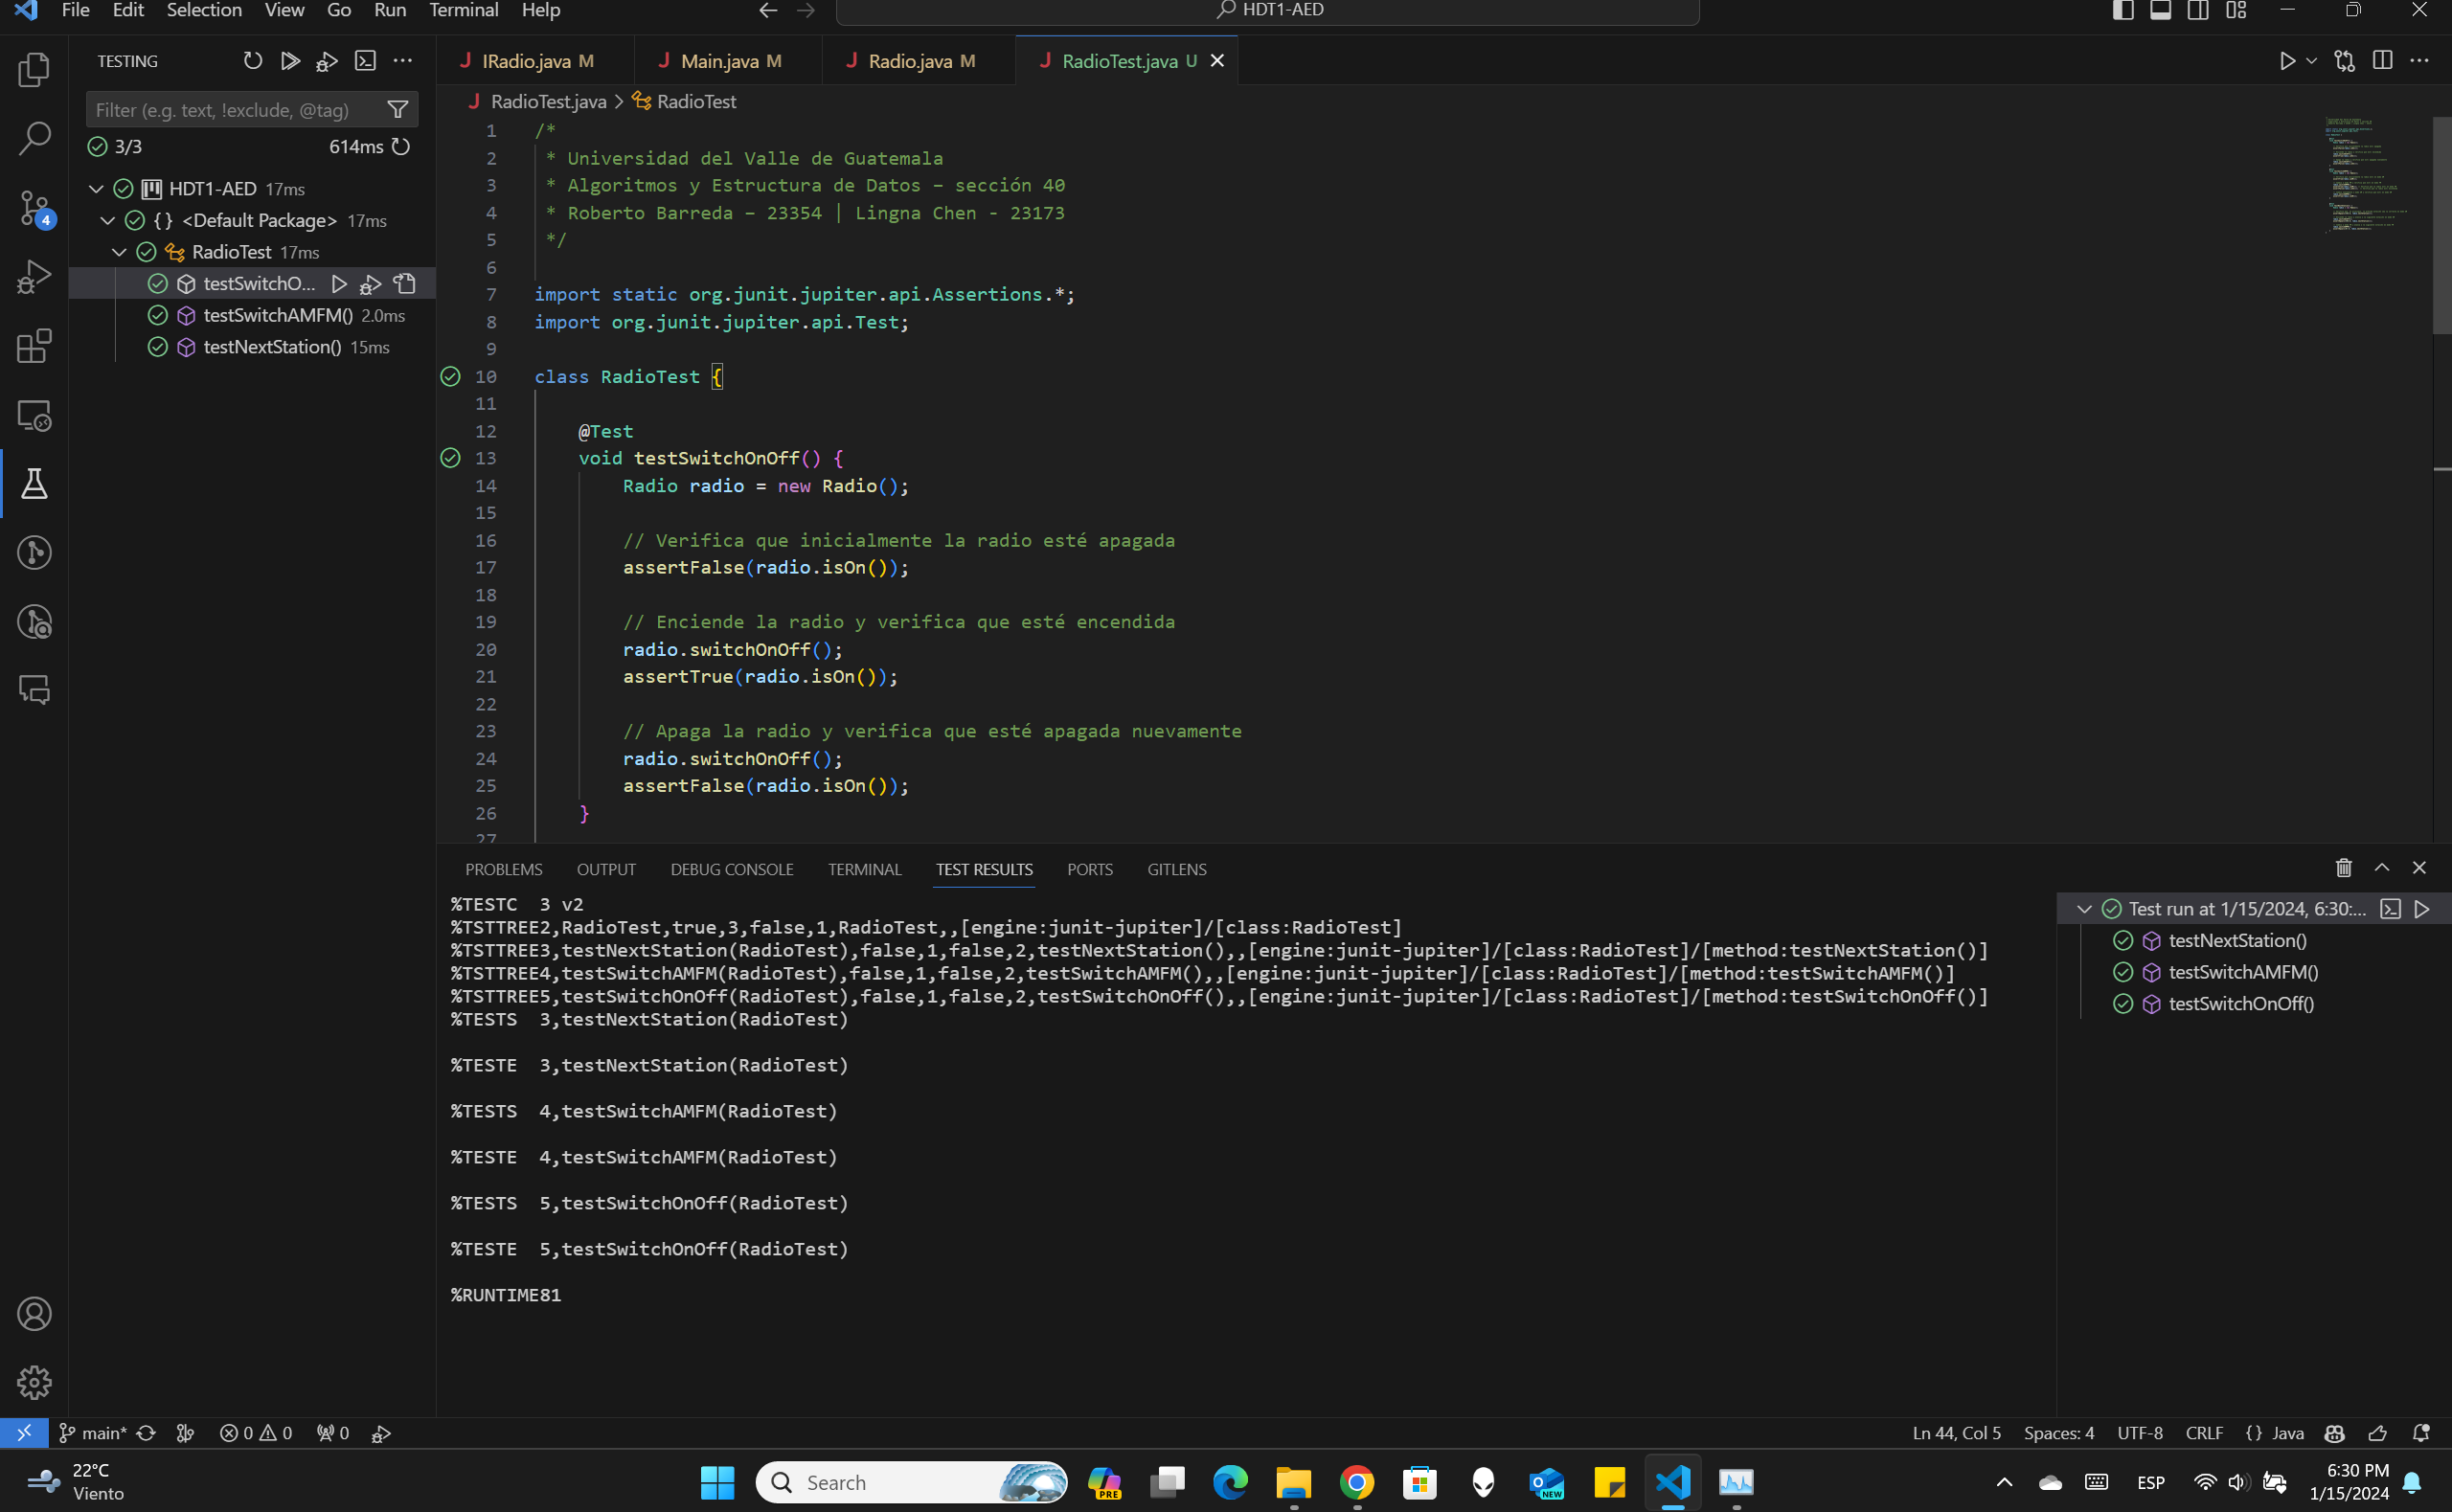 File Edit Selection View Go Run Terminal Help
HDT1-AED
TESTING
Filter (e.g. text, !exclude, @tag)
3/3 614ms
HDT1-AED 17ms
{} <Default Package> 17ms
RadioTest 17ms
testSwitchO...
testSwitchAMFM() 2.0ms
testNextStation() 15ms
4
J IRadio.java M J Main.java M J Radio.java M J RadioTest.java U
J RadioTest.java > RadioTest
1 /*
2 * Universidad del Valle de Guatemala
3 * Algoritmos y Estructura de Datos – sección 40
4 * Roberto Barreda – 23354 | Lingna Chen - 23173
5 */
6
7 import static org.junit.jupiter.api.Assertions.*;
8 import org.junit.jupiter.api.Test;
9
10 class RadioTest {
11
12 @Test
13 void testSwitchOnOff() {
14 Radio radio = new Radio();
15
16 // Verifica que inicialmente la radio esté apagada
17 assertFalse(radio.isOn());
18
19 // Enciende la radio y verifica que esté encendida
20 radio.switchOnOff();
21 assertTrue(radio.isOn());
22
23 // Apaga la radio y verifica que esté apagada nuevamente
24 radio.switchOnOff();
25 assertFalse(radio.isOn());
26 }
27
PROBLEMS OUTPUT DEBUG CONSOLE TERMINAL TEST RESULTS PORTS GITLENS
%TESTC 3 v2
%TSTTREE2,RadioTest,true,3,false,1,RadioTest,,[engine:junit-jupiter]/[class:RadioTest]
%TSTTREE3,testNextStation(RadioTest),false,1,false,2,testNextStation(),,[engine:junit-jupiter]/[class:RadioTest]/[method:testNextStation()]
%TSTTREE4,testSwitchAMFM(RadioTest),false,1,false,2,testSwitchAMFM(),,[engine:junit-jupiter]/[class:RadioTest]/[method:testSwitchAMFM()]
%TSTTREE5,testSwitchOnOff(RadioTest),false,1,false,2,testSwitchOnOff(),,[engine:junit-jupiter]/[class:RadioTest]/[method:testSwitchOnOff()]
%TESTS 3,testNextStation(RadioTest)
%TESTE 3,testNextStation(RadioTest)
%TESTS 4,testSwitchAMFM(RadioTest)
%TESTE 4,testSwitchAMFM(RadioTest)
%TESTS 5,testSwitchOnOff(RadioTest)
%TESTE 5,testSwitchOnOff(RadioTest)
%RUNTIME81
Test run at 1/15/2024, 6:30:...
testNextStation()
testSwitchAMFM()
testSwitchOnOff()
main* 0 0 0
Ln 44, Col 5 Spaces: 4 UTF-8 CRLF {} Java
22°C
Viento
Search
PRE
NEW
ESP
6:30 PM
1/15/2024